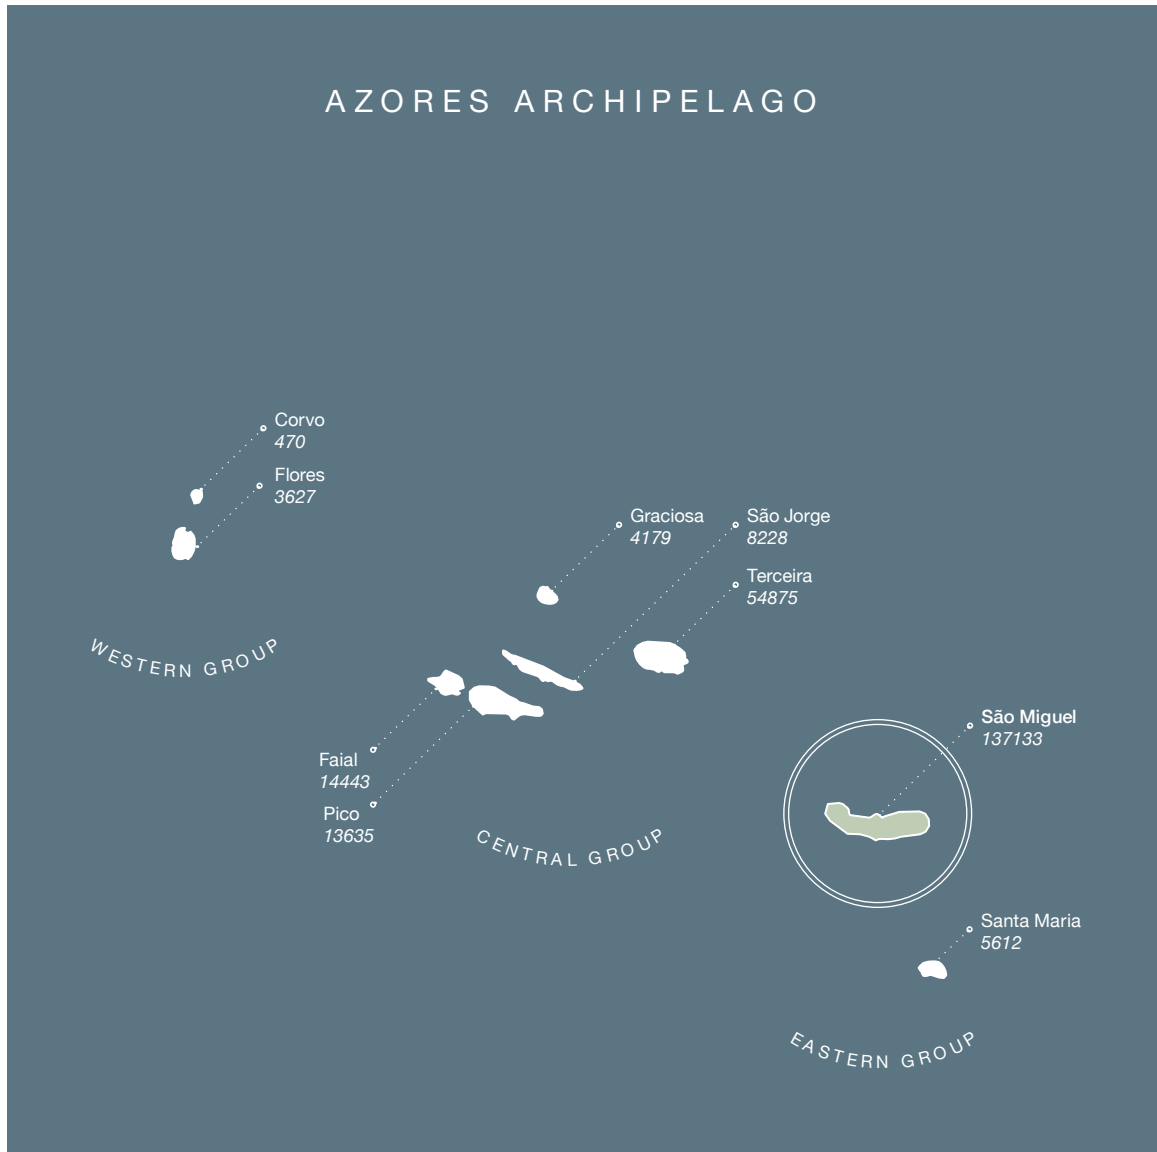 AZORES ARCHIPELAGO
Corvo
470
Flores
3627
WESTERN GROUP
Graciosa
4179
São Jorge
8228
Terceira
54875
Faial
14443
Pico
13635
CENTRAL GROUP
São Miguel
137133
Santa Maria
5612
EASTERN GROUP